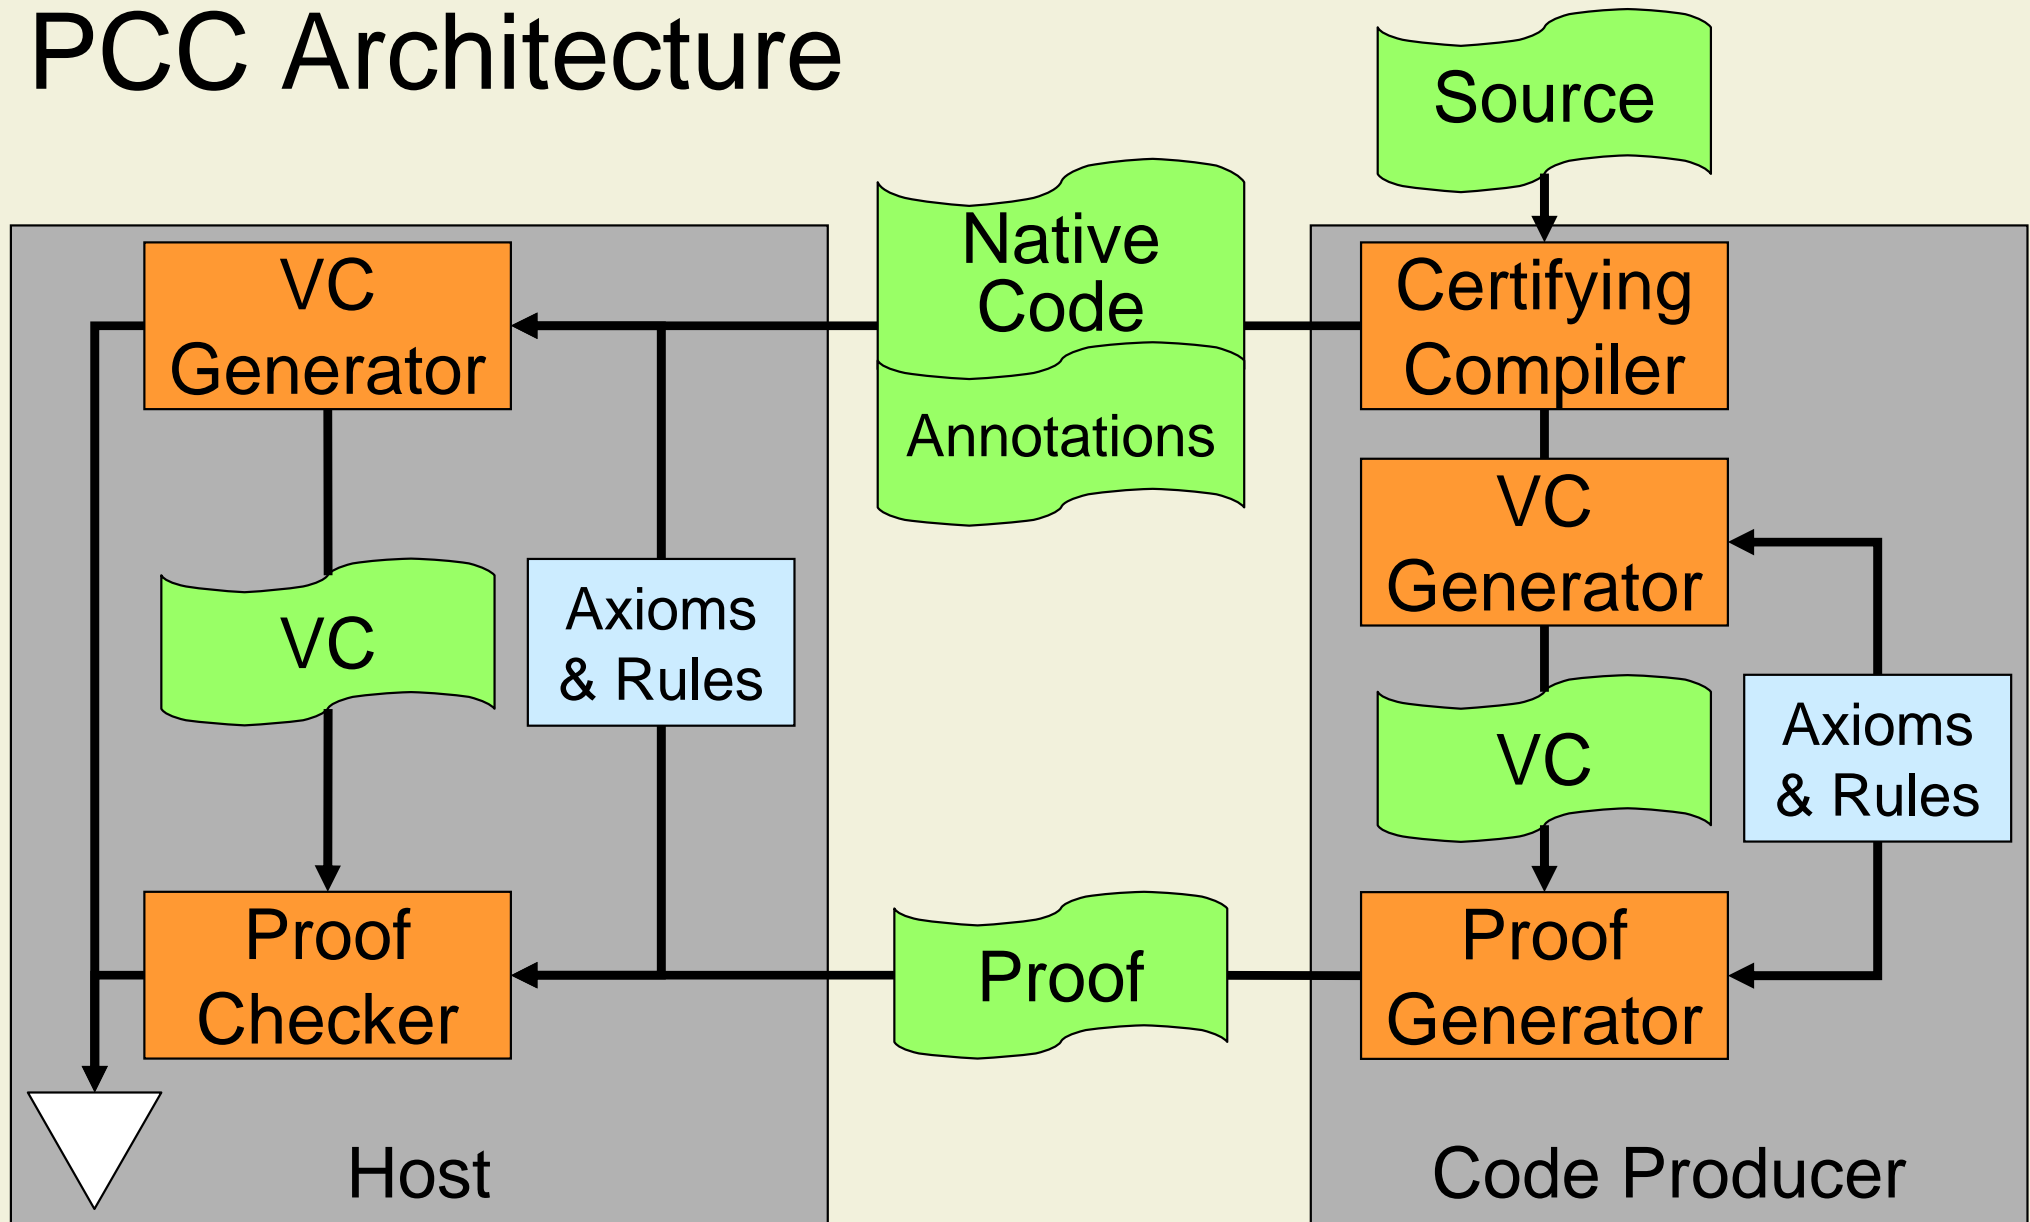 PCC Architecture
Source
Native
Code
Annotations
VC
Generator
VC
Axioms
& Rules
Proof
Checker
Host
Proof
Certifying
Compiler
VC
Generator
VC
Axioms
& Rules
Proof
Generator
Code Producer